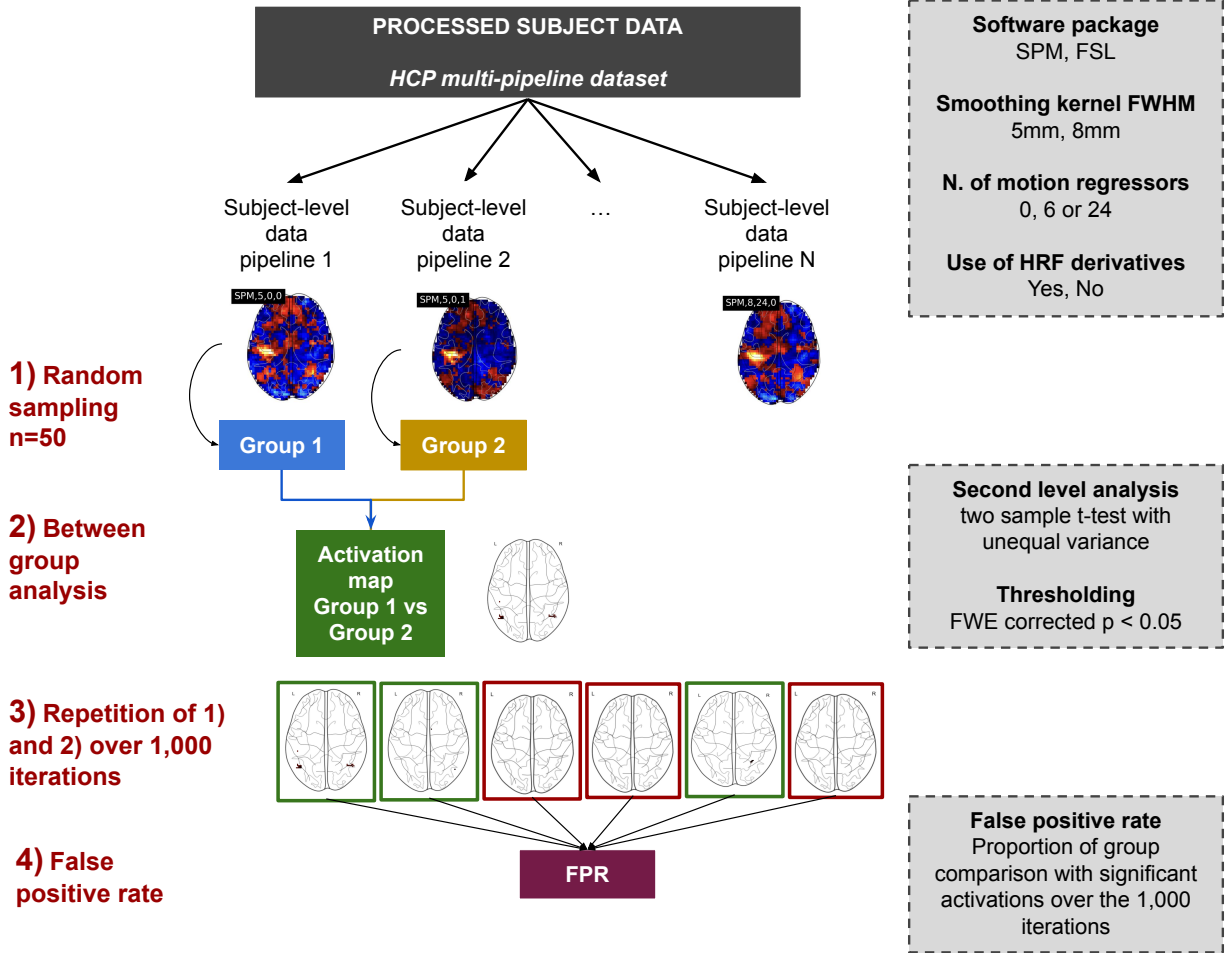 PROCESSED SUBJECT DATA
HCP multi-pipeline dataset
Software package
SPM, FSL
Smoothing kernel FWHM
5mm, 8mm
N. of motion regressors
0, 6 or 24
Use of HRF derivatives
Yes, No
Subject-level
data
pipeline 1
Subject-level
data
pipeline 2
…
Subject-level
data
pipeline N
SPM,5,0,0
SPM,5,0,1
SPM,8,24,0
1) Random
sampling
n=50
Group 1
Group 2
2) Between
group
analysis
Activation
map
Group 1 vs
Group 2
L R
Second level analysis
two sample t-test with
unequal variance
Thresholding
FWE corrected p < 0.05
3) Repetition of 1)
and 2) over 1,000
iterations
L R
L R
L R
L R
L R
L R
4) False
positive rate
FPR
False positive rate
Proportion of group
comparison with significant
activations over the 1,000
iterations